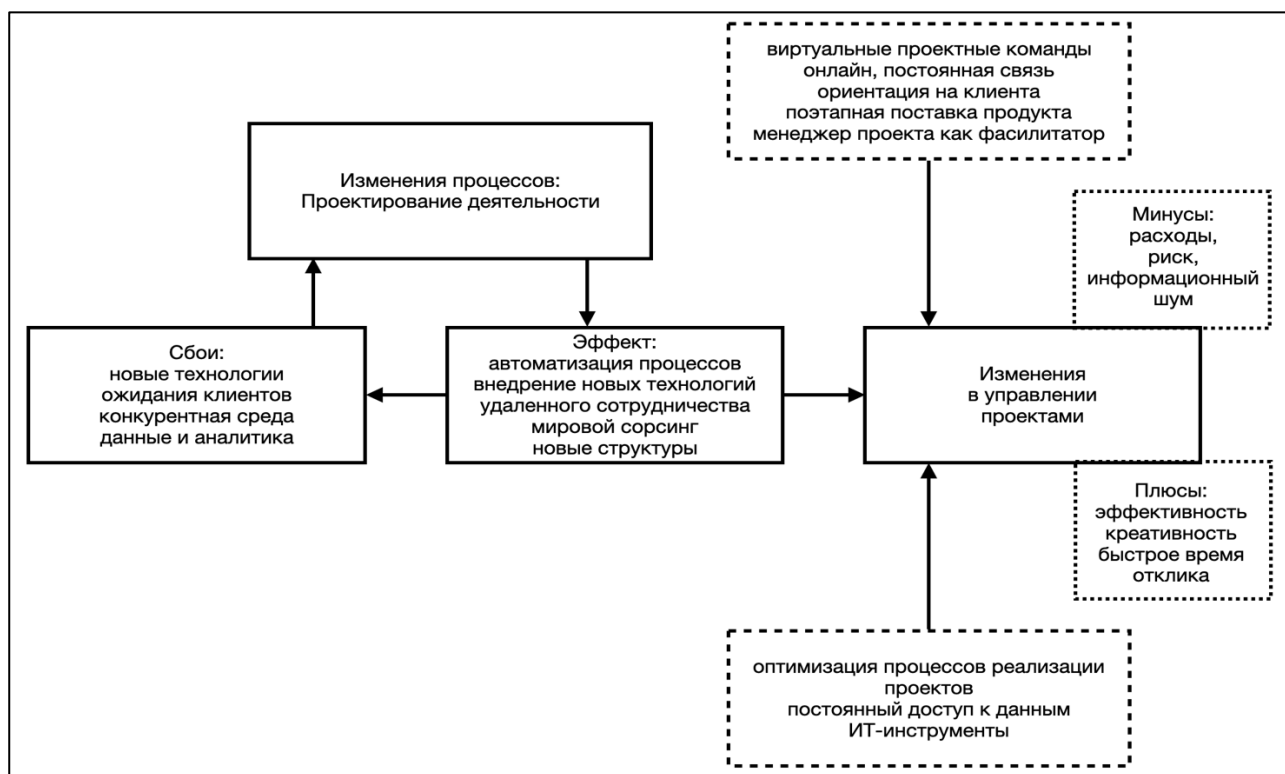 виртуальные проектные команды
онлайн, постоянная связь
ориентация на клиента
поэтапная поставка продукта
менеджер проекта как фасилитатор
Изменения процессов:
Проектирование деятельности
Минусы:
расходы,
риск,
информационный
шум
Сбои:
новые технологии
ожидания клиентов
конкурентная среда
данные и аналитика
Эффект:
автоматизация процессов
внедрение новых технологий
удаленного сотрудничества
мировой сорсинг
новые структуры
Изменения
в управлении
проектами
Плюсы:
эффективность
креативность
быстрое время
отклика
оптимизация процессов реализации
проектов
постоянный доступ к данным
ИТ-инструменты